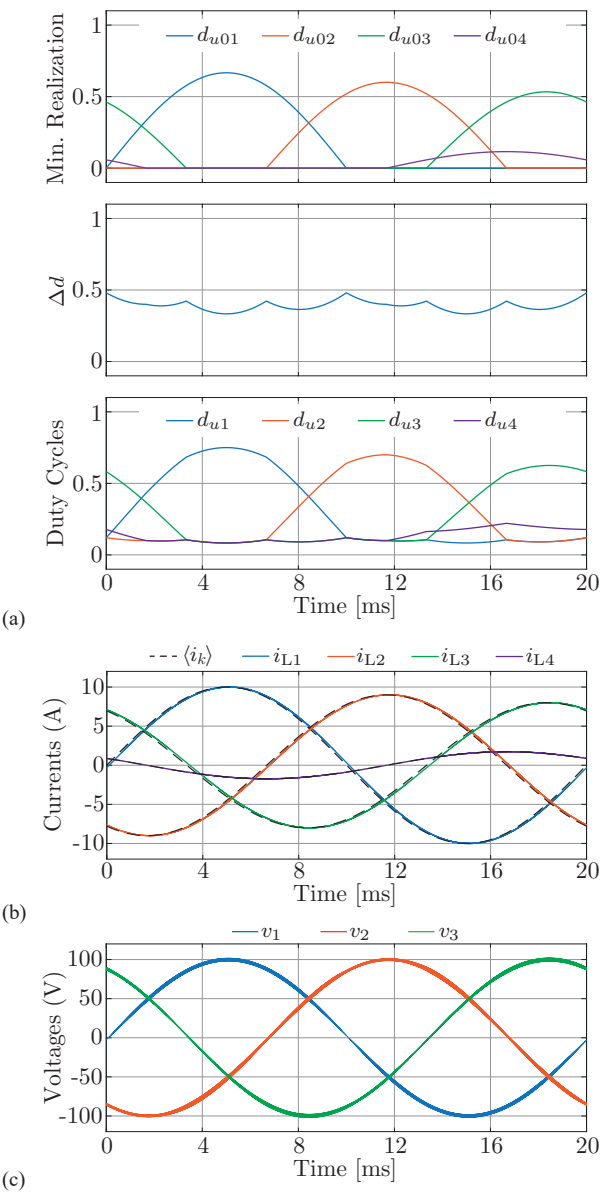 d_{u01} d_{u02} d_{u03} d_{u04}
Min. Realization
1
0.5
0
Δd
1
0.5
0
d_{u1} d_{u2} d_{u3} d_{u4}
Duty Cycles
1
0.5
0
0 4 8 12 16 20
Time [ms]
(a)
⟨i_k⟩ i_{L1} i_{L2} i_{L3} i_{L4}
Currents (A)
10
5
0
-5
-10
0 4 8 12 16 20
Time [ms]
(b)
v_1 v_2 v_3
Voltages (V)
100
50
0
-50
-100
0 4 8 12 16 20
Time [ms]
(c)